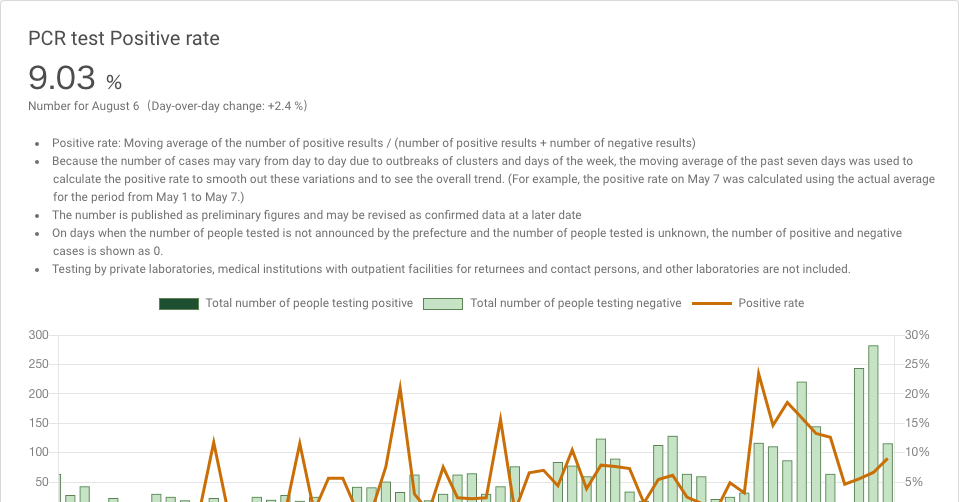 PCR test Positive rate
9.03 %
Number for August 6 (Day-over-day change: +2.4 %)
• Positive rate: Moving average of the number of positive results / (number of positive results + number of negative results)
• Because the number of cases may vary from day to day due to outbreaks of clusters and days of the week, the moving average of the past seven days was used to
calculate the positive rate to smooth out these variations and to see the overall trend. (For example, the positive rate on May 7 was calculated using the actual average
for the period from May 1 to May 7.)
• The number is published as preliminary figures and may be revised as confirmed data at a later date
• On days when the number of people tested is not announced by the prefecture and the number of people tested is unknown, the number of positive and negative
cases is shown as 0.
• Testing by private laboratories, medical institutions with outpatient facilities for returnees and contact persons, and other laboratories are not included.
Total number of people testing positive Total number of people testing negative Positive rate
300 30%
250 25%
200 20%
150 15%
100 10%
50 5%